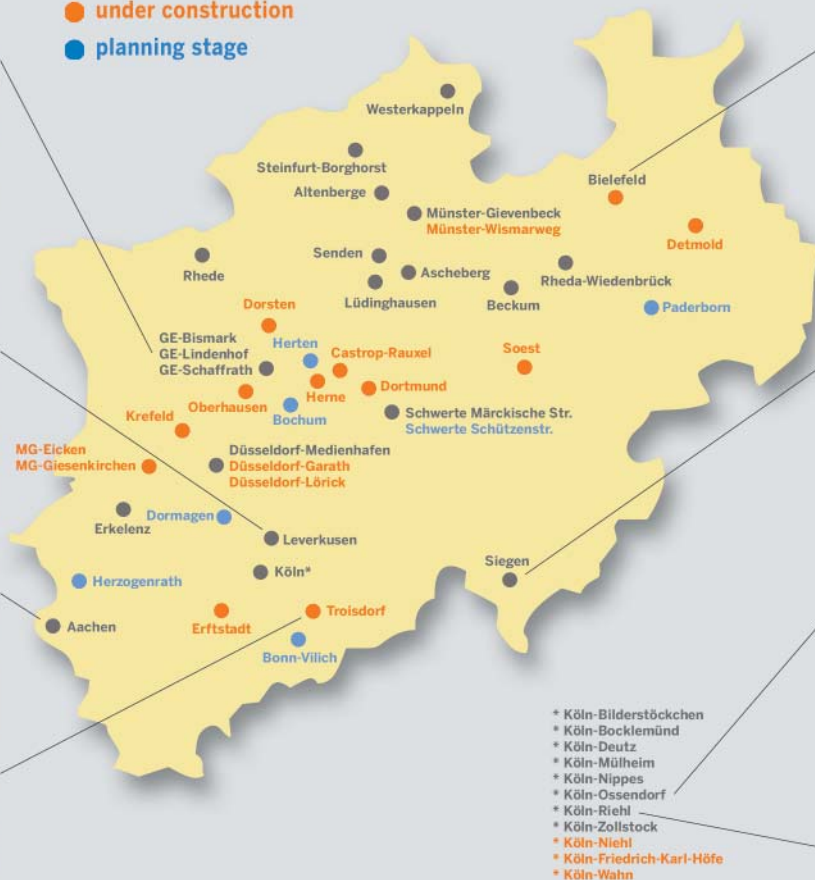 under construction
planning stage
Westerkappeln
Steinfurt-Borghorst
Altenberge
Bielefeld
Münster-Gievenbeck
Münster-Wismarweg
Detmold
Senden
Ascheberg
Rhede
Rheda-Wiedenbrück
Lüdinghausen
Beckum
Paderborn
Dorsten
GE-Bismark
GE-Lindenhof
GE-Schaffrath
Herten
Castrop-Rauxel
Soest
Dortmund
Herne
Oberhausen
Bochum
Krefeld
Schwerte Märckische Str.
Schwerte Schützenstr.
MG-Eicken
MG-Giesenkirchen
Düsseldorf-Medienhafen
Düsseldorf-Garath
Düsseldorf-Lörick
Erkelenz
Dormagen
Leverkusen
Siegen
Köln*
Herzogenrath
Aachen
Erftstadt
Troisdorf
Bonn-Vilich
* Köln-Bilderstöckchen
* Köln-Bocklemünd
* Köln-Deutz
* Köln-Mülheim
* Köln-Nippes
* Köln-Ossendorf
* Köln-Riehl
* Köln-Zollstock
* Köln-Niehl
* Köln-Friedrich-Karl-Höfe
* Köln-Wahn